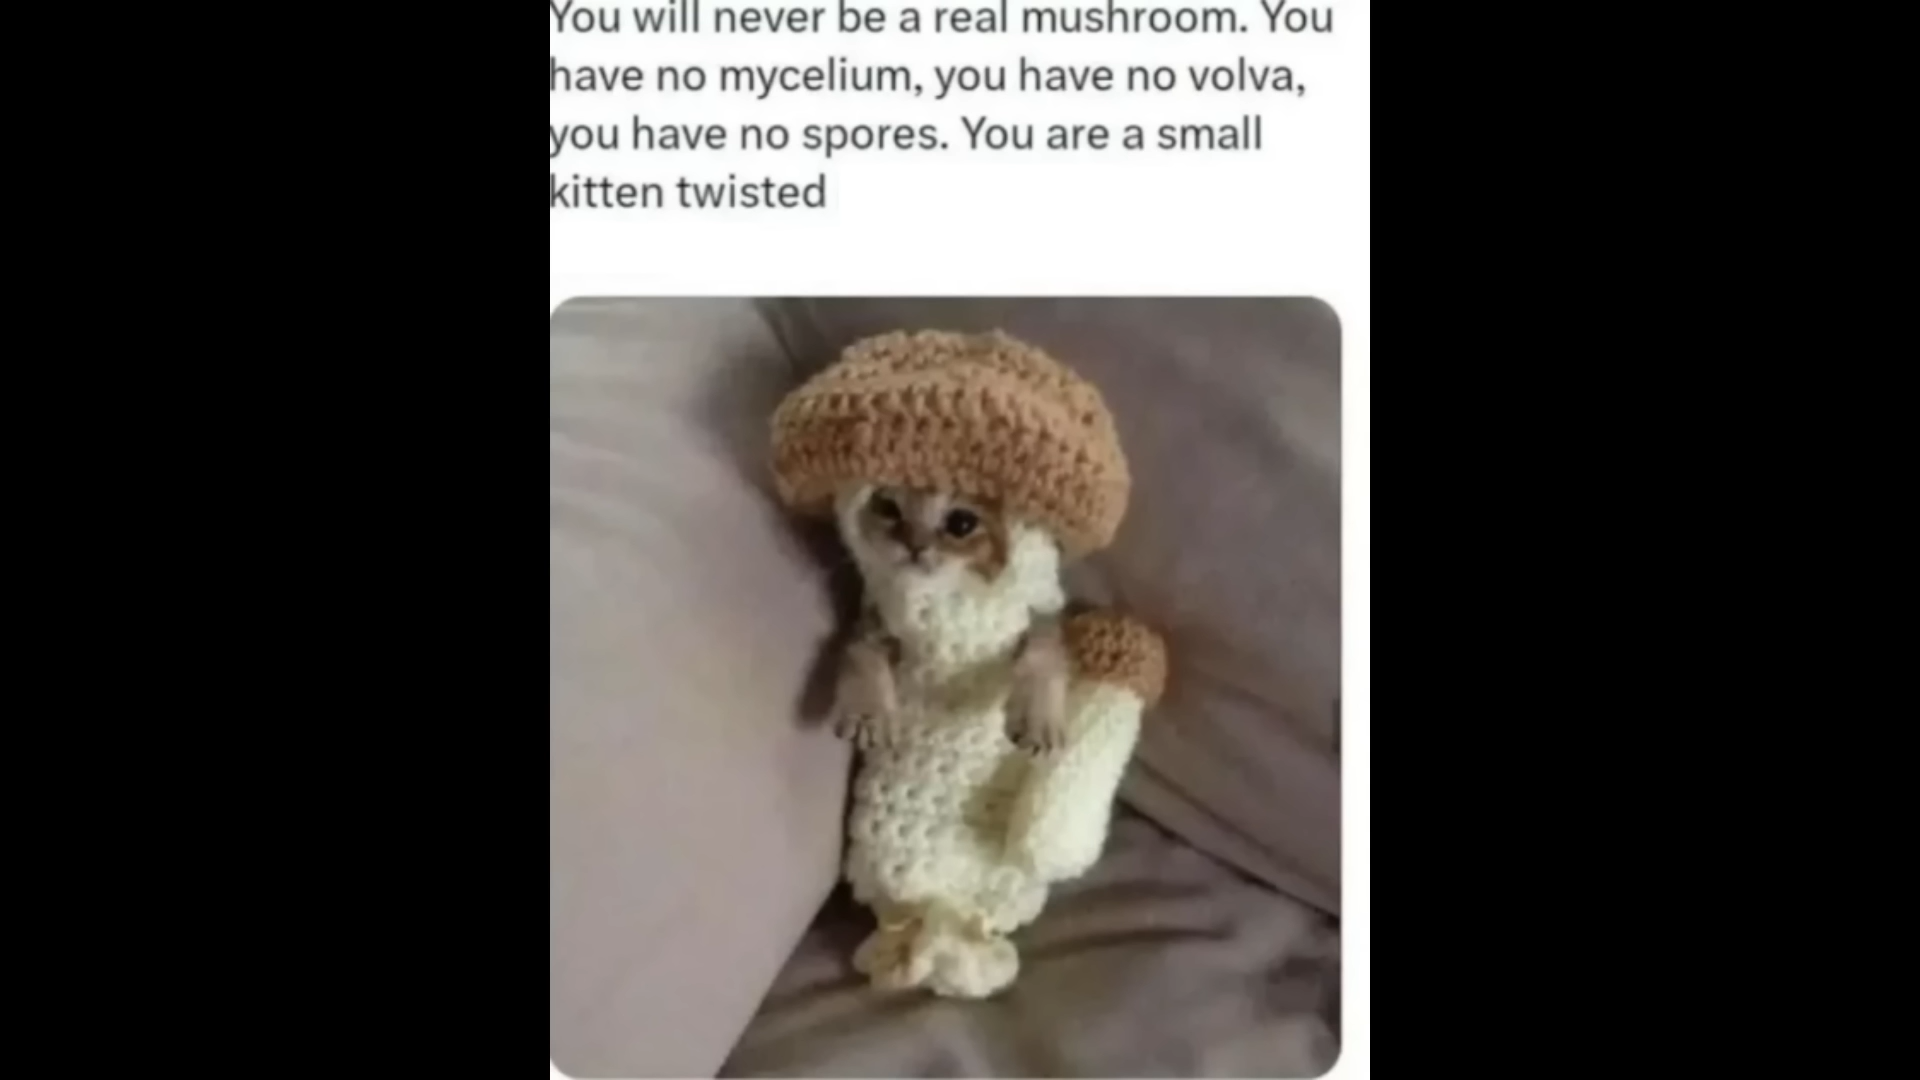 You will never be a real mushroom. You
have no mycelium, you have no volva,
you have no spores. You are a small
kitten twisted